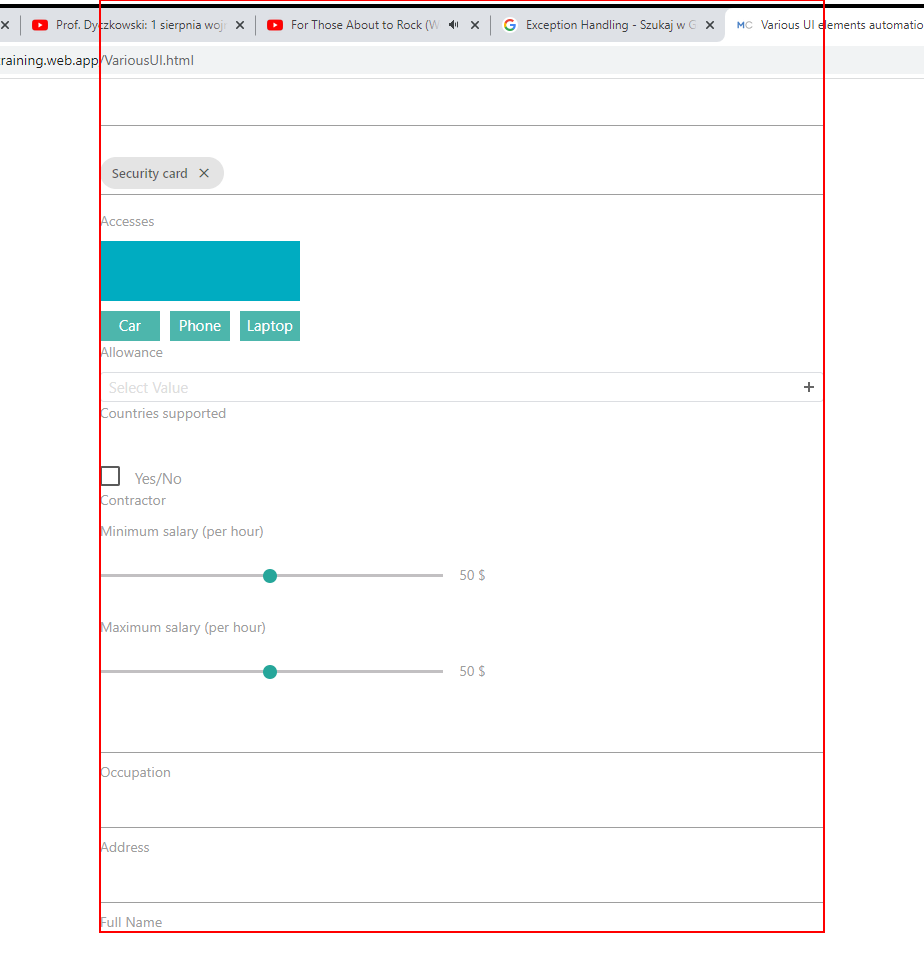 Prof. Dyczkowski: 1 sierpnia wojn
For Those About to Rock (W
Exception Handling - Szukaj w G
MC Various UI elements automatio
raining.web.app/VariousUI.html
Security card
Accesses
Car Phone Laptop
Allowance
Select Value +
Countries supported
Yes/No
Contractor
Minimum salary (per hour)
50 $
Maximum salary (per hour)
50 $
Occupation
Address
Full Name